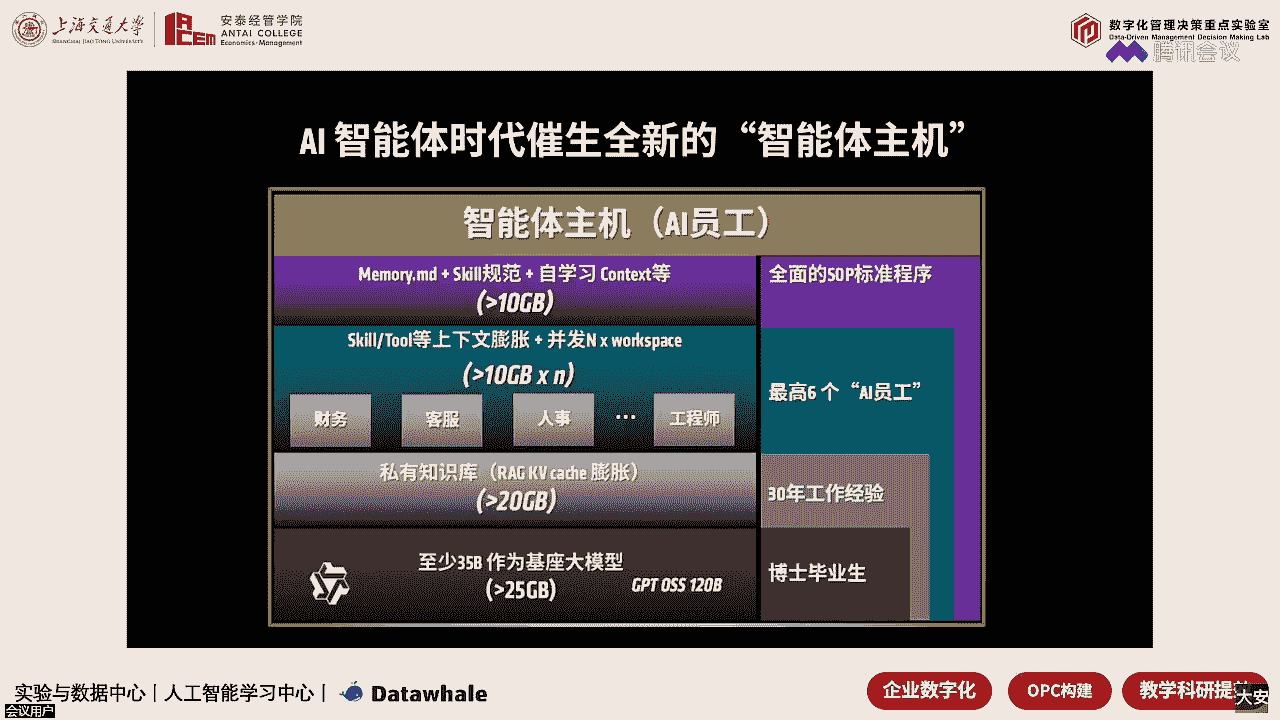 上海交通大学
SHANGHAI JIAO TONG UNIVERSITY
ACEM
安泰经管学院
ANTAI COLLEGE
Economics & Management
数字化管理决策重点实验室
Data-Driven Management Decision Making Lab
腾讯会议
AI 智能体时代催生全新的“智能体主机”
智能体主机（AI员工）
Memory.md + Skill规范 + 自学习 Context等
(>10GB)
全面的SOP标准程序
Skill/Tool等上下文膨胀 + 并发N x workspace
(>10GB x n)
财务
客服
人事
…
工程师
最高6 个“AI员工”
私有知识库（RAG KV cache 膨胀）
(>20GB)
30年工作经验
至少35B 作为基座大模型
(>25GB)
GPT OSS 120B
博士毕业生
实验与数据中心 | 人工智能学习中心 | Datawhale
企业数字化
OPC构建
教学科研提
大安
会议用户